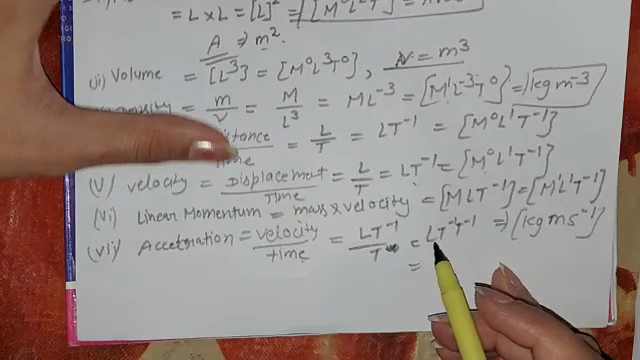 = L × L = [L]² = [M⁰L²T⁰]
A ⇒ m².
(ii) Volume = [L³] = [M⁰L³T⁰], V = m³
= m/V = M/L³ = ML⁻³ = [M¹L⁻³T⁰] = kg m⁻³
distance/time = L/T = LT⁻¹ = [M⁰L¹T⁻¹]
(V) velocity = Displacement/Time = L/T = LT⁻¹ = [M⁰L¹T⁻¹]
(Vi) Linear Momentum = mass × velocity = [MLT⁻¹] = [M¹L¹T⁻¹]
⇒ [kg ms⁻¹]
(Vii) Acceleration = velocity/time = LT⁻¹/T = LT⁻¹T⁻¹
=